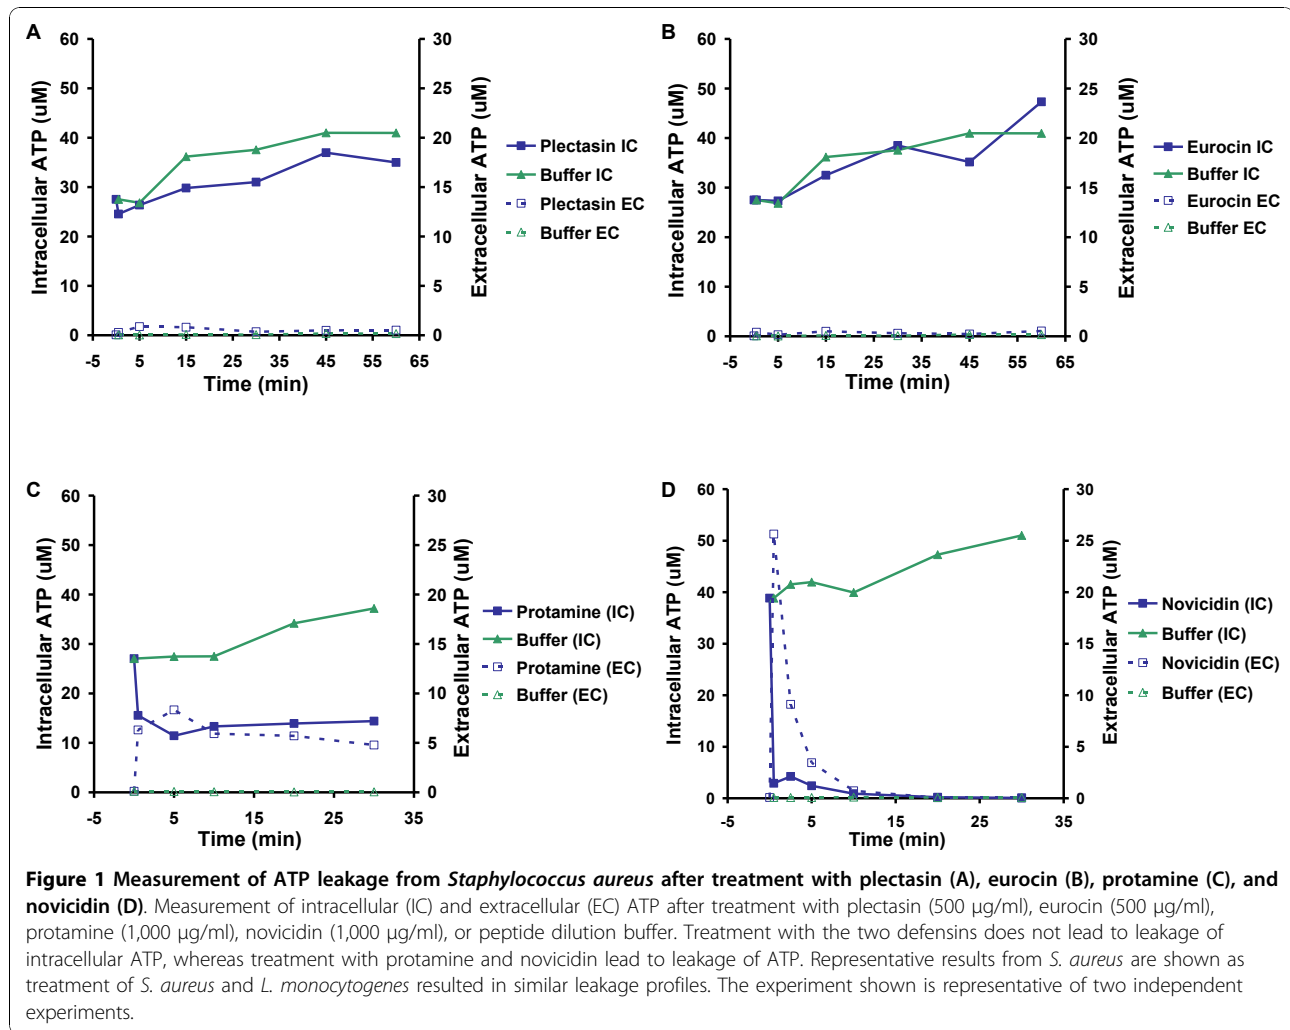 A
60
50
40
30
20
10
0
Intracellular ATP (uM)
30
25
20
15
10
5
0
Extracellular ATP (uM)
-5 5 15 25 35 45 55 65
Time (min)
Plectasin IC
Buffer IC
Plectasin EC
Buffer EC
B
60
50
40
30
20
10
0
Intracellular ATP (uM)
30
25
20
15
10
5
0
Extracellular ATP (uM)
-5 5 15 25 35 45 55 65
Time (min)
Eurocin IC
Buffer IC
Eurocin EC
Buffer EC
C
60
50
40
30
20
10
0
Intracellular ATP (uM)
30
25
20
15
10
5
0
Extracellular ATP (uM)
-5 5 15 25 35
Time (min)
Protamine (IC)
Buffer (IC)
Protamine (EC)
Buffer (EC)
D
60
50
40
30
20
10
0
Intracellular ATP (uM)
30
25
20
15
10
5
0
Extracellular ATP (uM)
-5 5 15 25 35
Time (min)
Novicidin (IC)
Buffer (IC)
Novicidin (EC)
Buffer (EC)
Figure 1 Measurement of ATP leakage from Staphylococcus aureus after treatment with plectasin (A), eurocin (B), protamine (C), and
novicidin (D). Measurement of intracellular (IC) and extracellular (EC) ATP after treatment with plectasin (500 μg/ml), eurocin (500 μg/ml),
protamine (1,000 μg/ml), novicidin (1,000 μg/ml), or peptide dilution buffer. Treatment with the two defensins does not lead to leakage of
intracellular ATP, whereas treatment with protamine and novicidin lead to leakage of ATP. Representative results from S. aureus are shown as
treatment of S. aureus and L. monocytogenes resulted in similar leakage profiles. The experiment shown is representative of two independent
experiments.